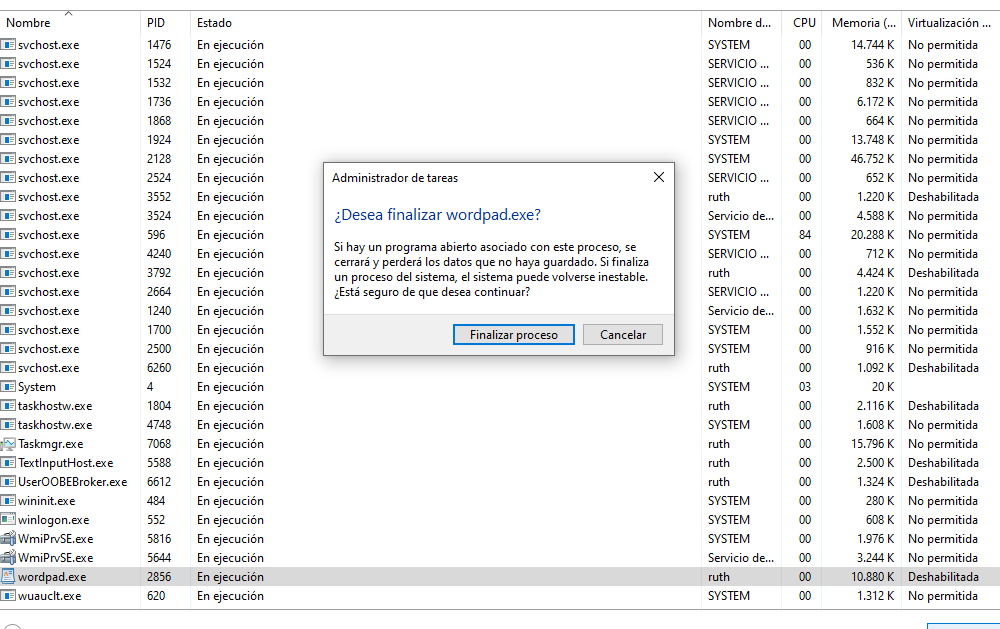 Nombre PID Estado Nombre d... CPU Memoria (... Virtualización ...
svchost.exe 1476 En ejecución SYSTEM 00 14.744 K No permitida
svchost.exe 1524 En ejecución SERVICIO ... 00 536 K No permitida
svchost.exe 1532 En ejecución SERVICIO ... 00 832 K No permitida
svchost.exe 1736 En ejecución SERVICIO ... 00 6.172 K No permitida
svchost.exe 1868 En ejecución SERVICIO ... 00 664 K No permitida
svchost.exe 1924 En ejecución SYSTEM 00 13.748 K No permitida
svchost.exe 2128 En ejecución SYSTEM 00 46.752 K No permitida
svchost.exe 2524 En ejecución SERVICIO ... 00 652 K No permitida
svchost.exe 3552 En ejecución ruth 00 1.220 K Deshabilitada
svchost.exe 3524 En ejecución Servicio de... 00 4.588 K No permitida
svchost.exe 596 En ejecución SYSTEM 84 20.288 K No permitida
svchost.exe 4240 En ejecución SERVICIO ... 00 712 K No permitida
svchost.exe 3792 En ejecución ruth 00 4.424 K Deshabilitada
svchost.exe 2664 En ejecución SERVICIO ... 00 1.220 K No permitida
svchost.exe 1240 En ejecución Servicio de... 00 1.632 K No permitida
svchost.exe 1700 En ejecución SYSTEM 00 1.552 K No permitida
svchost.exe 2500 En ejecución SYSTEM 00 916 K No permitida
svchost.exe 6260 En ejecución ruth 00 1.092 K Deshabilitada
System 4 En ejecución SYSTEM 03 20 K
taskhostw.exe 1804 En ejecución ruth 00 2.116 K Deshabilitada
taskhostw.exe 4748 En ejecución SYSTEM 00 1.608 K No permitida
Taskmgr.exe 7068 En ejecución ruth 00 15.796 K No permitida
TextInputHost.exe 5588 En ejecución ruth 00 2.500 K Deshabilitada
UserOOBEBroker.exe 6612 En ejecución ruth 00 1.324 K Deshabilitada
wininit.exe 484 En ejecución SYSTEM 00 280 K No permitida
winlogon.exe 552 En ejecución SYSTEM 00 608 K No permitida
WmiPrvSE.exe 5816 En ejecución SYSTEM 00 1.976 K No permitida
WmiPrvSE.exe 5644 En ejecución Servicio de... 00 3.244 K No permitida
wordpad.exe 2856 En ejecución ruth 00 10.880 K Deshabilitada
wuauclt.exe 620 En ejecución SYSTEM 00 1.312 K No permitida
Administrador de tareas
¿Desea finalizar wordpad.exe?
Si hay un programa abierto asociado con este proceso, se
cerrará y perderá los datos que no haya guardado. Si finaliza
un proceso del sistema, el sistema puede volverse inestable.
¿Está seguro de que desea continuar?
Finalizar proceso Cancelar